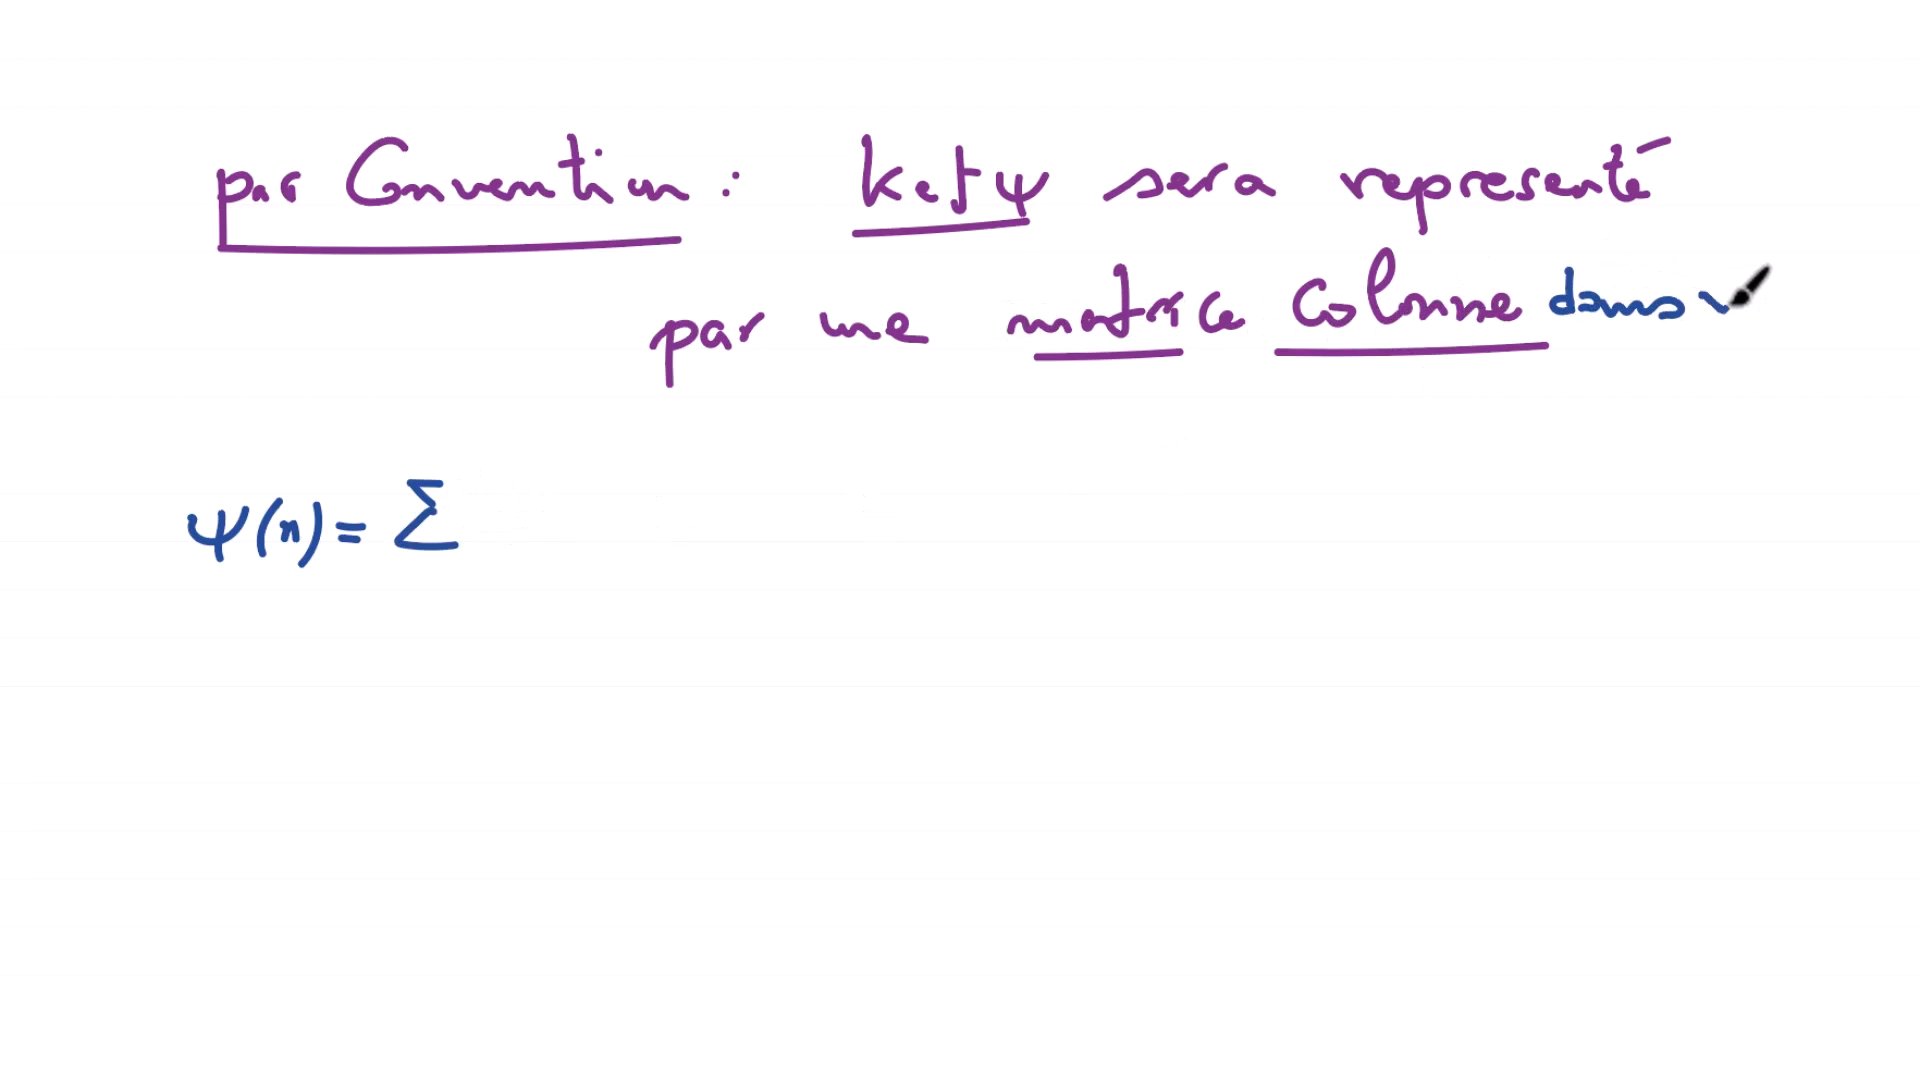 par Convention : ket ψ sera representé
par une matrice Colonne dans
ψ(x) = Σ